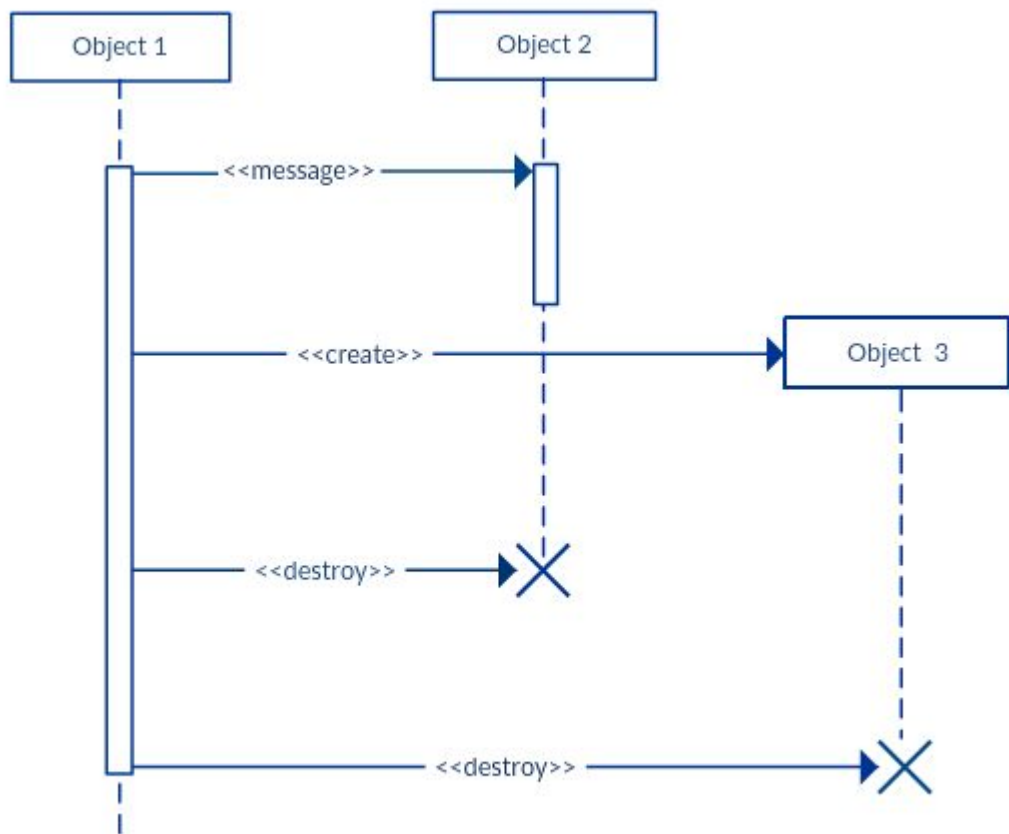 Object 1
Object 2
<<message>>
<<create>>
Object  3
<<destroy>>
<<destroy>>